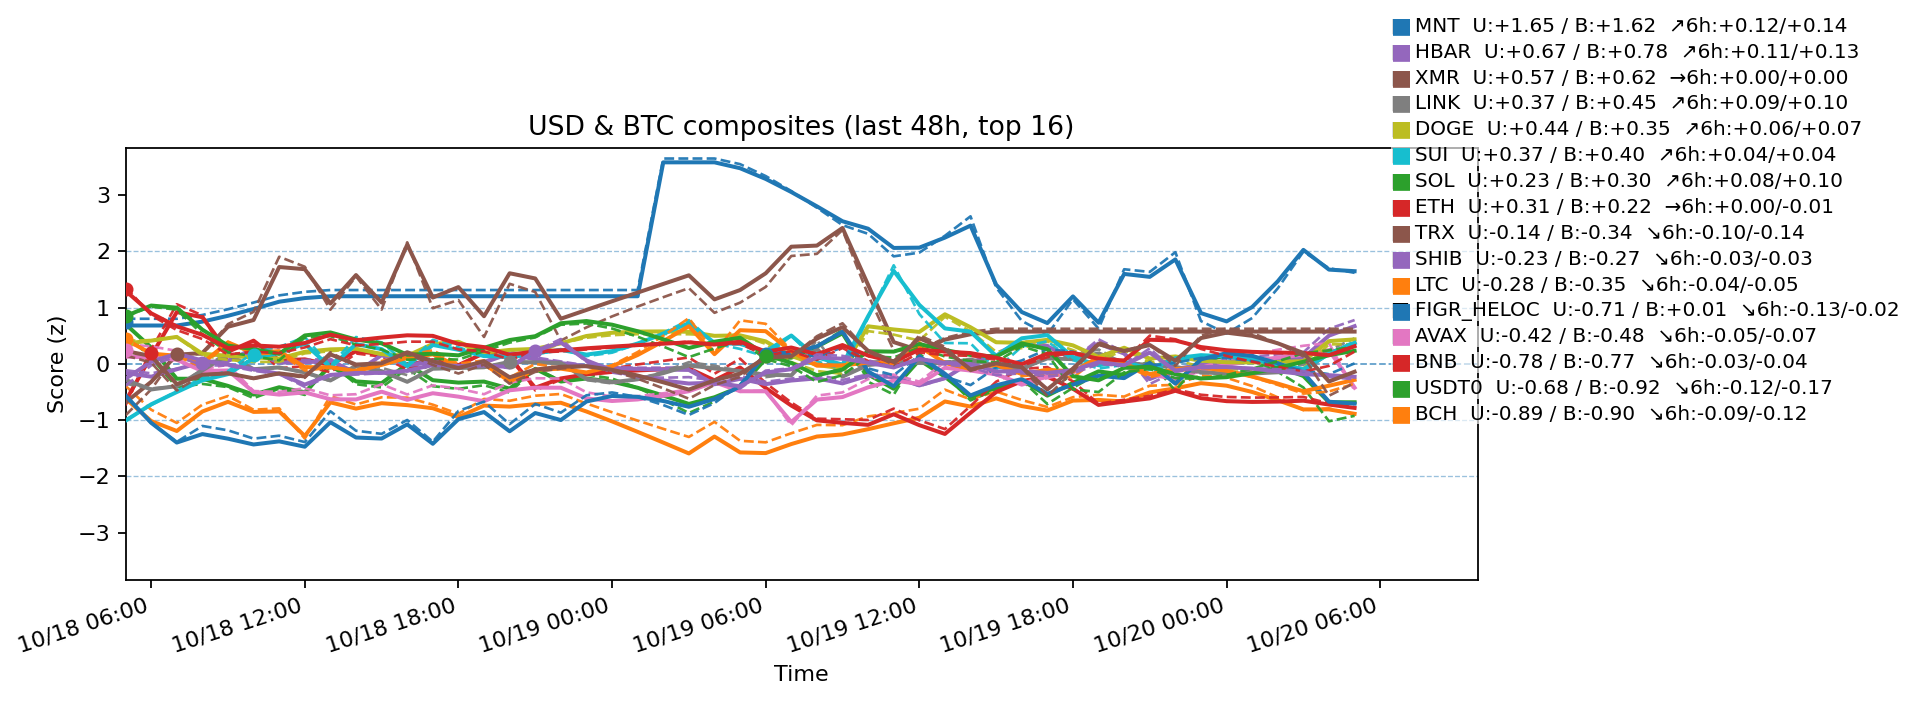 MNT U:+1.65 / B:+1.62 ↗6h:+0.12/+0.14
HBAR U:+0.67 / B:+0.78 ↗6h:+0.11/+0.13
XMR U:+0.57 / B:+0.62 →6h:+0.00/+0.00
LINK U:+0.37 / B:+0.45 ↗6h:+0.09/+0.10
DOGE U:+0.44 / B:+0.35 ↗6h:+0.06/+0.07
SUI U:+0.37 / B:+0.40 ↗6h:+0.04/+0.04
SOL U:+0.23 / B:+0.30 ↗6h:+0.08/+0.10
ETH U:+0.31 / B:+0.22 →6h:+0.00/-0.01
TRX U:-0.14 / B:-0.34 ↘6h:-0.10/-0.14
SHIB U:-0.23 / B:-0.27 ↘6h:-0.03/-0.03
LTC U:-0.28 / B:-0.35 ↘6h:-0.04/-0.05
FIGR_HELOC U:-0.71 / B:+0.01 ↘6h:-0.13/-0.02
AVAX U:-0.42 / B:-0.48 ↘6h:-0.05/-0.07
BNB U:-0.78 / B:-0.77 ↘6h:-0.03/-0.04
USDT0 U:-0.68 / B:-0.92 ↘6h:-0.12/-0.17
BCH U:-0.89 / B:-0.90 ↘6h:-0.09/-0.12
USD & BTC composites (last 48h, top 16)
Score (z)
3
2
1
0
−1
−2
−3
10/18 06:00
10/18 12:00
10/18 18:00
10/19 00:00
10/19 06:00
10/19 12:00
10/19 18:00
10/20 00:00
10/20 06:00
Time